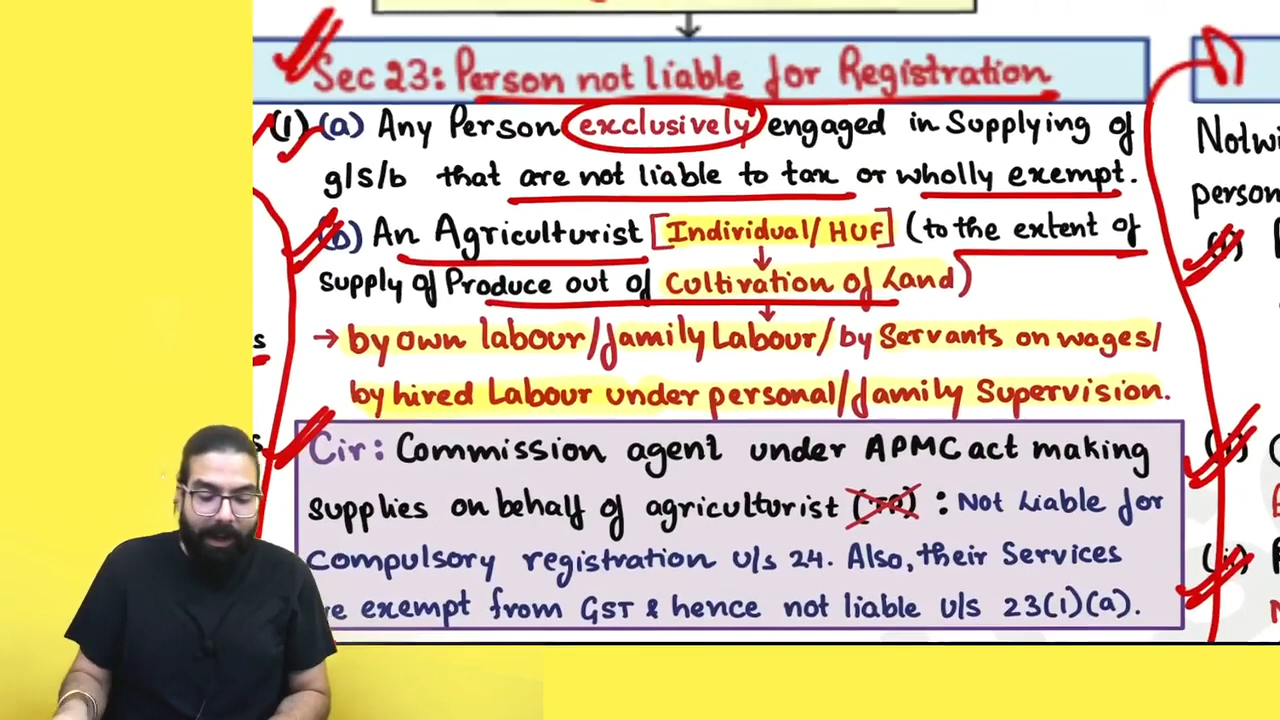 Sec 23: Person not liable for Registration
(1) (a) Any Person exclusively engaged in Supplying of
g/s/b that are not liable to tax or wholly exempt.
(b) An Agriculturist [Individual/HUF] (to the extent of
supply of Produce out of Cultivation of Land)
→ by own labour/family Labour/by Servants on wages/
by hired Labour under personal/family Supervision.
Cir: Commission agent under APMC act making
supplies on behalf of agriculturist : Not Liable for
compulsory registration u/s 24. Also, their Services
exempt from GST & hence not liable u/s 23(1)(a).
Notwi
person